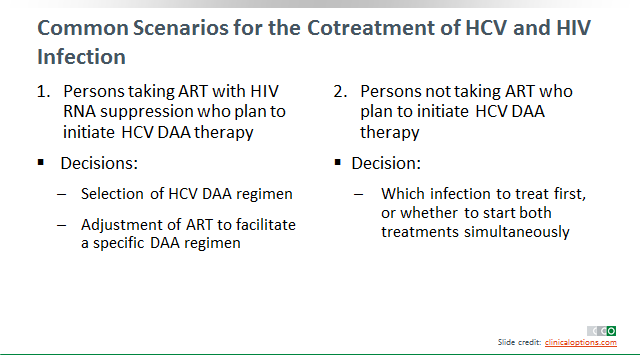 Common Scenarios for the Cotreatment of HCV and HIV
Infection
1. Persons taking ART with HIV
RNA suppression who plan to
initiate HCV DAA therapy
▪ Decisions:
– Selection of HCV DAA regimen
– Adjustment of ART to facilitate
a specific DAA regimen
2. Persons not taking ART who
plan to initiate HCV DAA
therapy
▪ Decision:
– Which infection to treat first,
or whether to start both
treatments simultaneously
CCO
Slide credit: clinicaloptions.com